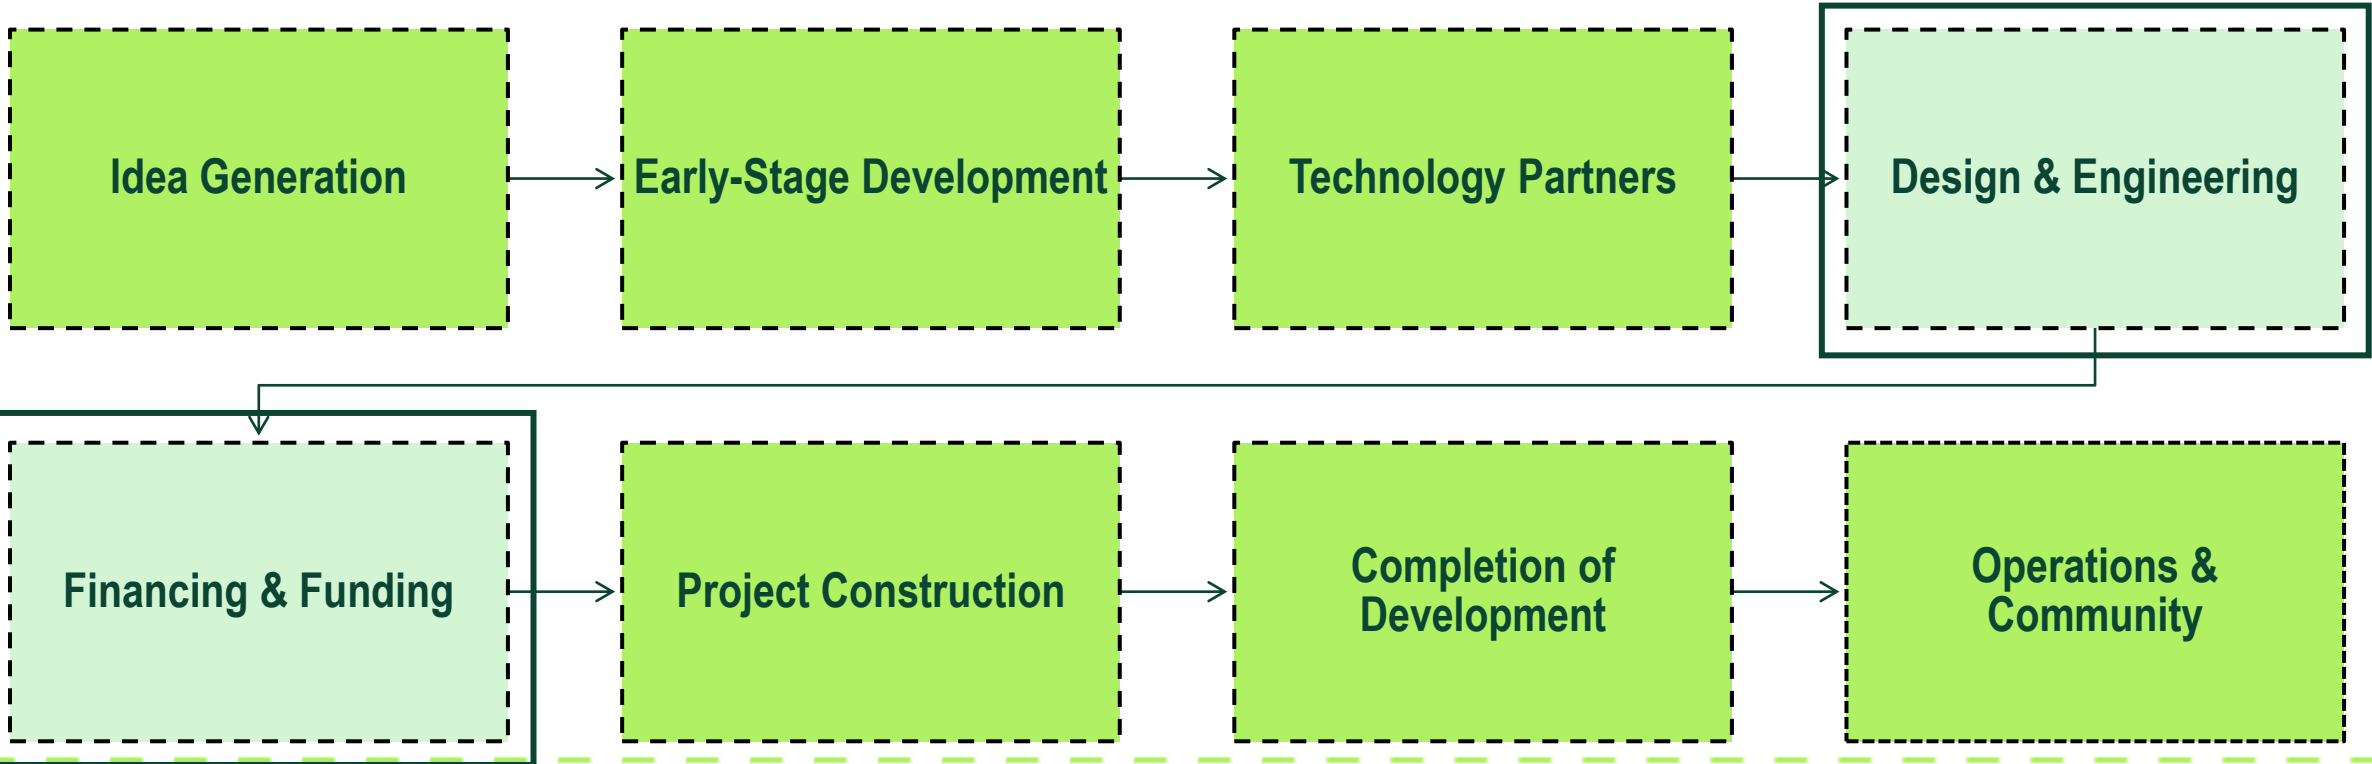 Idea Generation
Early-Stage Development
Technology Partners
Design & Engineering
Financing & Funding
Project Construction
Completion of
Development
Operations &
Community